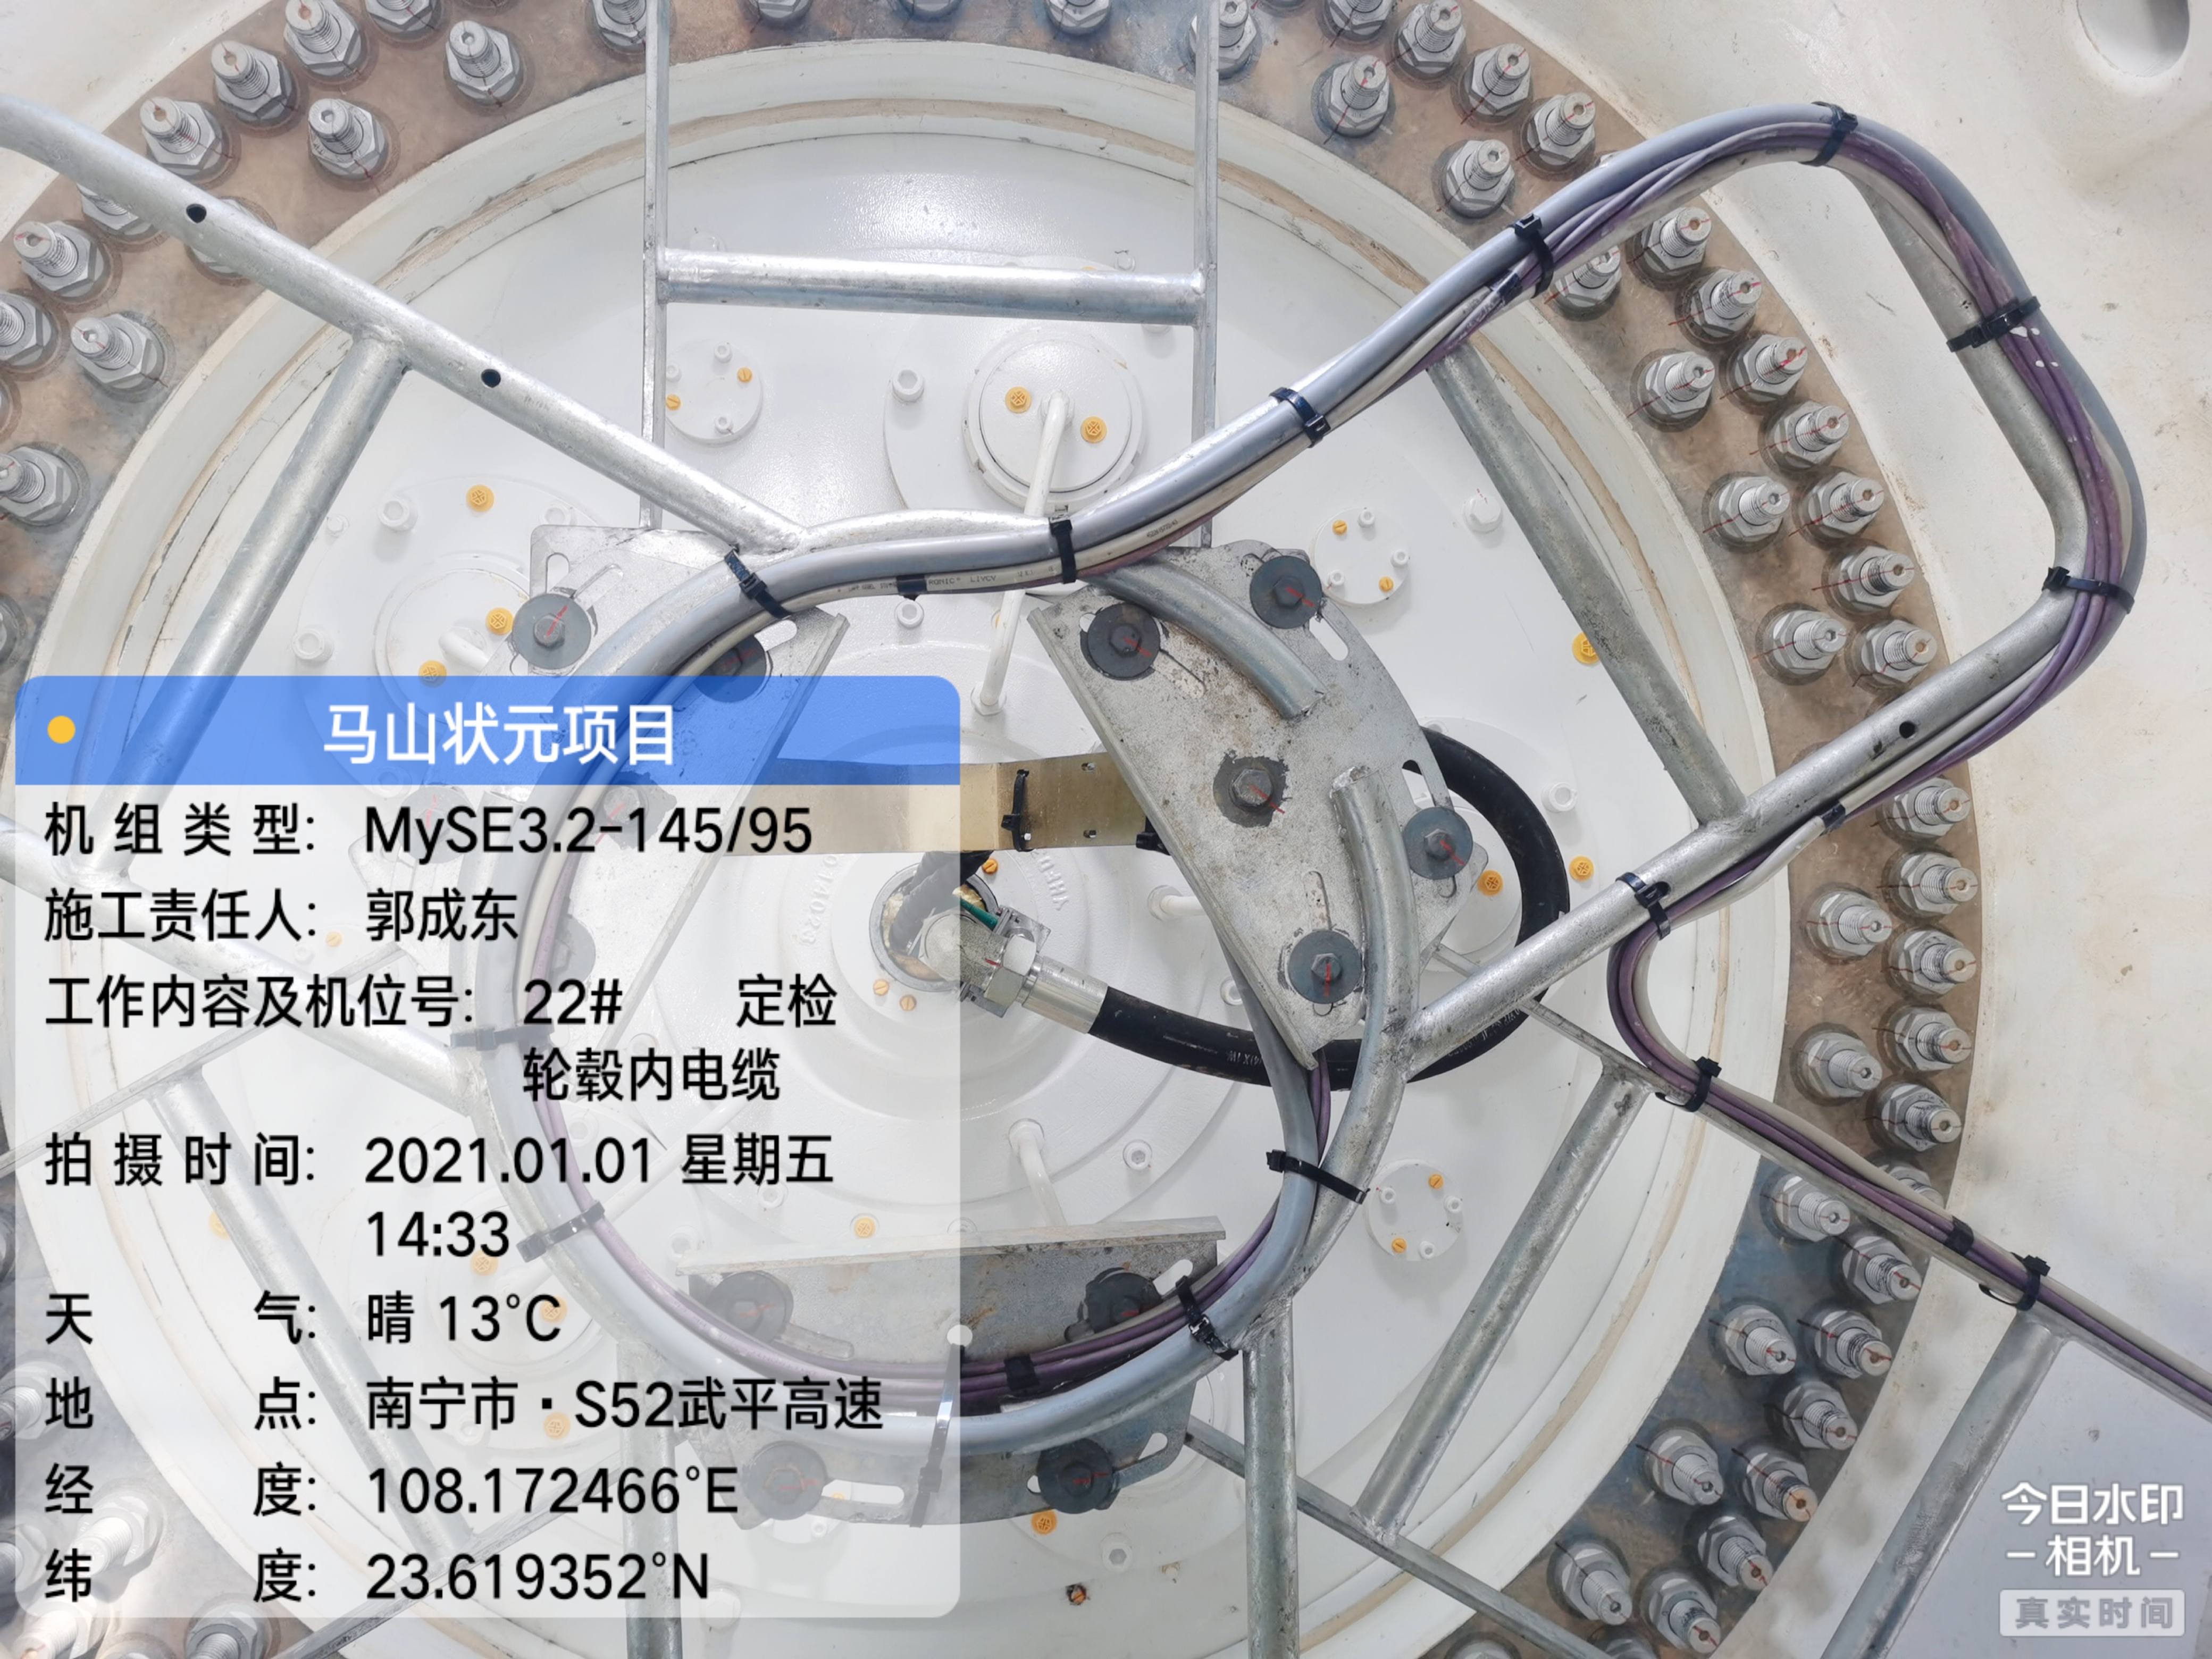 马山状元项目
机组类型: MySE3.2-145/95
施工责任人: 郭成东
工作内容及机位号: 22# 定检
轮毂内电缆
拍摄时间: 2021.01.01 星期五
14:33
天气: 晴 13°C
地点: 南宁市·S52武平高速
经度: 108.172466°E
纬度: 23.619352°N
今日水印
-相机-
真实时间